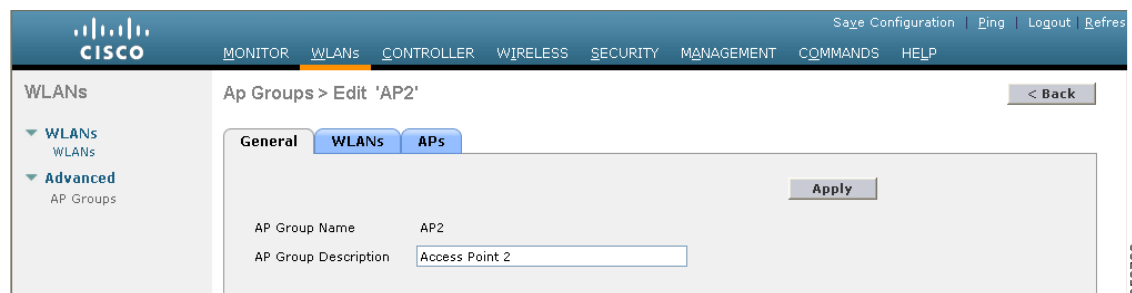 Save Configuration | Ping | Logout | Refres
CISCO
MONITOR WLANs CONTROLLER WIRELESS SECURITY MANAGEMENT COMMANDS HELP
WLANs
Ap Groups > Edit 'AP2'
< Back
WLANs
WLANs
Advanced
AP Groups
General WLANs APs
Apply
AP Group Name AP2
AP Group Description Access Point 2